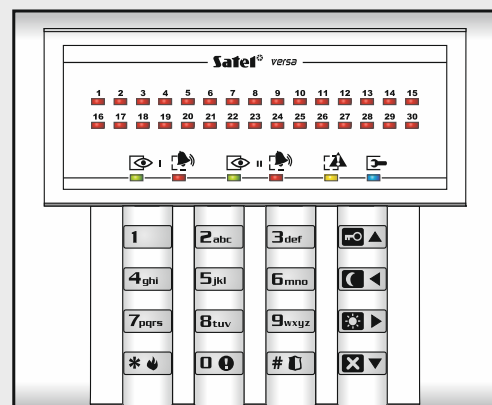 Satel versa
1 2 3 4 5 6 7 8 9 10 11 12 13 14 15
16 17 18 19 20 21 22 23 24 25 26 27 28 29 30
I II
1 2abc 3def
4ghi 5jkl 6mno
7pqrs 8tuv 9wxyz
* 0 #